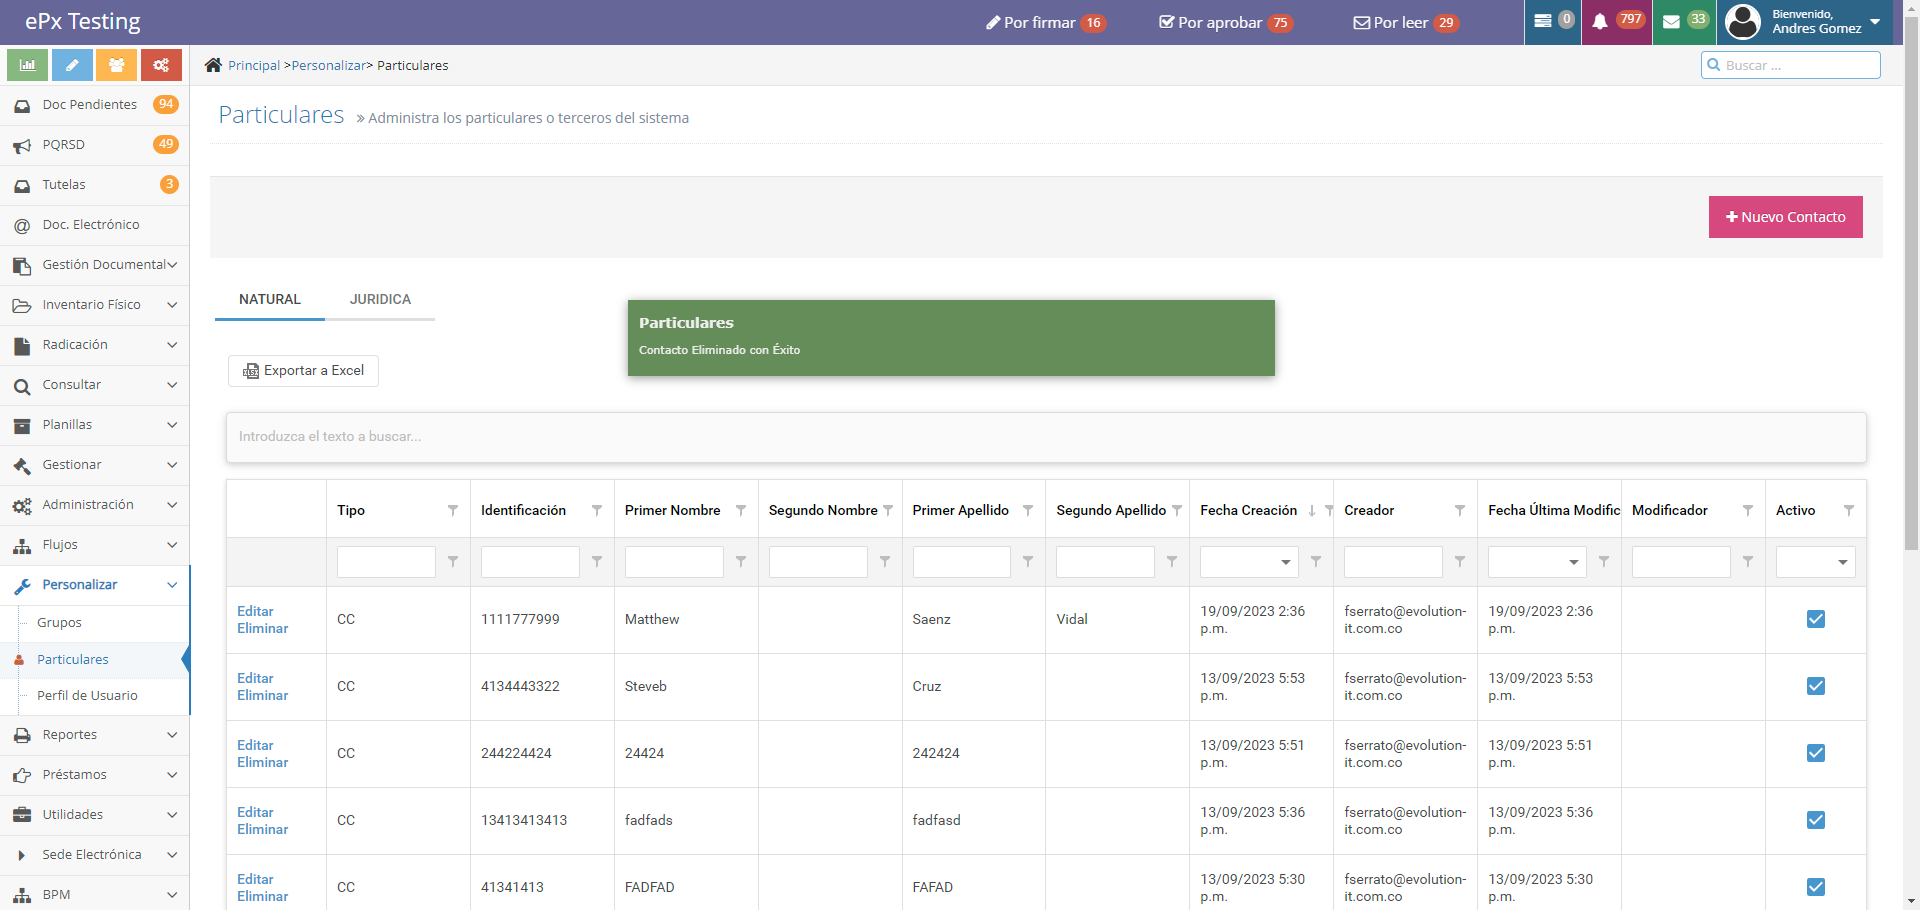 ePx Testing
Por firmar 16
Por aprobar 75
Por leer 29
0
797
33
Bienvenido,
Andres Gomez
Principal >Personalizar> Particulares
Buscar ...
Doc Pendientes 94
PQRSD 49
Tutelas 3
@ Doc. Electrónico
Gestión Documental
Inventario Físico
Radicación
Consultar
Planillas
Gestionar
Administración
Flujos
Personalizar
Grupos
Particulares
Perfil de Usuario
Reportes
Préstamos
Utilidades
Sede Electrónica
BPM
Particulares » Administra los particulares o terceros del sistema
+ Nuevo Contacto
NATURAL JURIDICA
Particulares
Contacto Eliminado con Éxito
Exportar a Excel
Introduzca el texto a buscar...
Tipo Identificación Primer Nombre Segundo Nombre Primer Apellido Segundo Apellido Fecha Creación Creador Fecha Última Modific Modificador Activo
Editar
Eliminar
CC 1111777999 Matthew Saenz Vidal
19/09/2023 2:36
p.m.
fserrato@evolution-
it.com.co
19/09/2023 2:36
p.m.
Editar
Eliminar
CC 4134443322 Steveb Cruz
13/09/2023 5:53
p.m.
fserrato@evolution-
it.com.co
13/09/2023 5:53
p.m.
Editar
Eliminar
CC 244224424 24424 242424
13/09/2023 5:51
p.m.
fserrato@evolution-
it.com.co
13/09/2023 5:51
p.m.
Editar
Eliminar
CC 13413413413 fadfads fadfasd
13/09/2023 5:36
p.m.
fserrato@evolution-
it.com.co
13/09/2023 5:36
p.m.
Editar
Eliminar
CC 41341413 FADFAD FAFAD
13/09/2023 5:30
p.m.
fserrato@evolution-
it.com.co
13/09/2023 5:30
p.m.